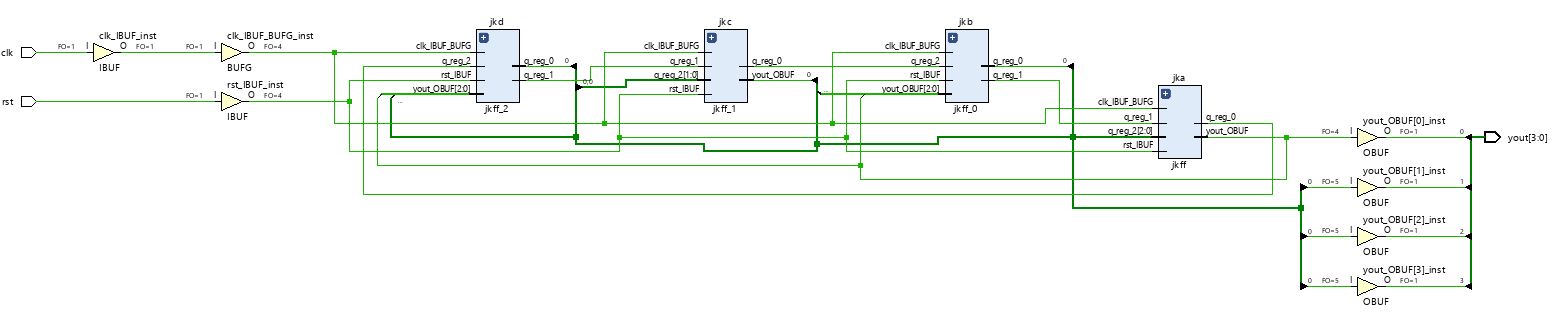 clk
FO=1
clk_IBUF_inst
I
O
IBUF
FO=1
FO=1
clk_IBUF_BUFG_inst
I
O
FO=4
BUFG
rst
FO=1
rst_IBUF_inst
I
O
FO=4
IBUF
jkd
clk_IBUF_BUFG
q_reg_2
rst_IBUF
yout_OBUF[2:0]
q_reg_0
q_reg_1
0
jkff_2
...
0,0
jkc
clk_IBUF_BUFG
q_reg_1
q_reg_2[1:0]
rst_IBUF
q_reg_0
yout_OBUF
0
jkff_1
...
jkb
clk_IBUF_BUFG
q_reg_2
rst_IBUF
yout_OBUF[2:0]
q_reg_0
q_reg_1
0
jkff_0
jka
clk_IBUF_BUFG
q_reg_1
q_reg_2[2:0]
rst_IBUF
q_reg_0
yout_OBUF
jkff
yout_OBUF[0]_inst
FO=4
I
O
FO=1
0
OBUF
yout[3:0]
yout_OBUF[1]_inst
0
FO=5
I
O
FO=1
1
OBUF
yout_OBUF[2]_inst
0
FO=5
I
O
FO=1
2
OBUF
yout_OBUF[3]_inst
0
FO=5
I
O
FO=1
3
OBUF